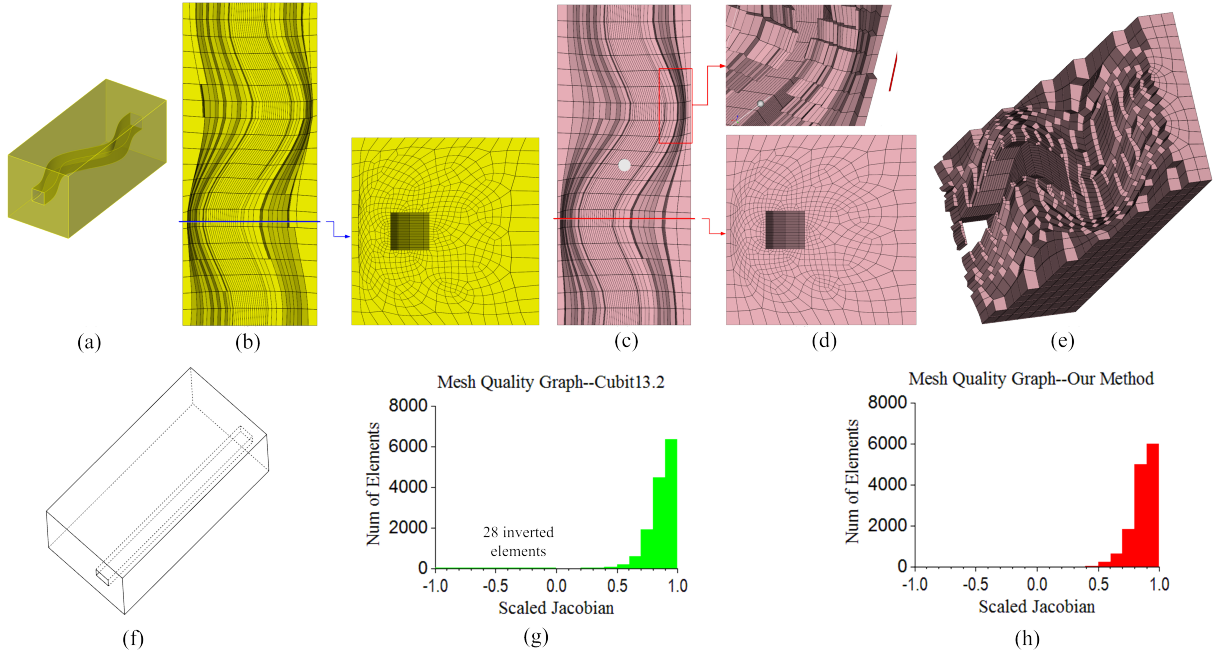 (a)
(b)
(c)
(d)
(e)
Mesh Quality Graph--Cubit13.2
8000
6000
4000
2000
0
Num of Elements
28 inverted
elements
-1.0
-0.5
0.0
0.5
1.0
Scaled Jacobian
Mesh Quality Graph--Our Method
8000
6000
4000
2000
0
Num of Elements
-1.0
-0.5
0.0
0.5
1.0
Scaled Jacobian
(f)
(g)
(h)